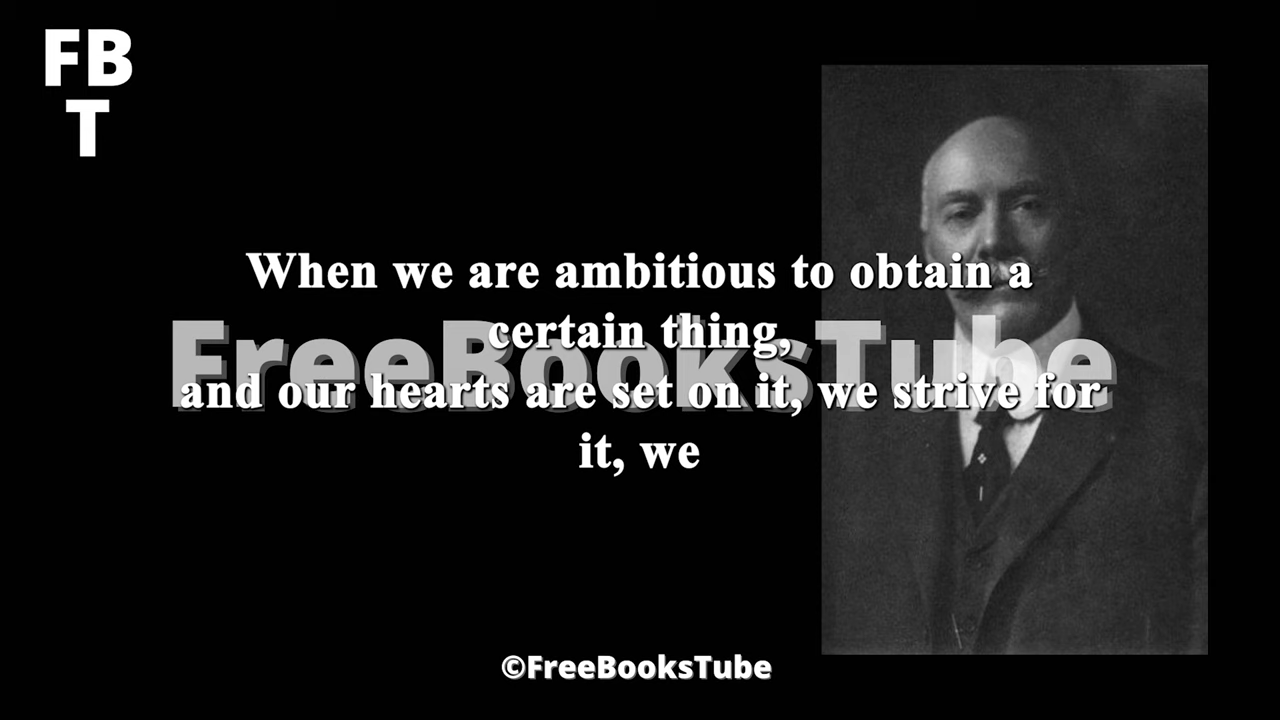 FB
T
When we are ambitious to obtain a
certain thing,
FreeBooksTube
and our hearts are set on it, we strive for
it, we
©FreeBooksTube